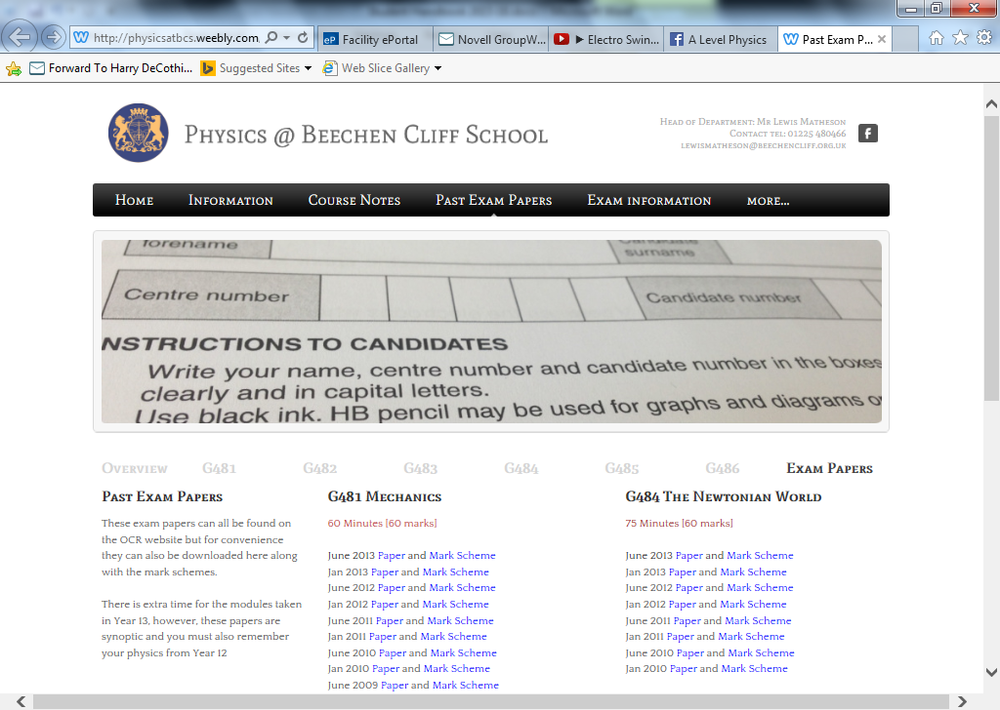 http://physicsatbcs.weebly.com
Facility ePortal
Novell GroupW...
► Electro Swin...
A Level Physics
Past Exam P...
Forward To Harry DeCothi...
Suggested Sites
Web Slice Gallery
Physics @ Beechen Cliff School
Head of Department: Mr Lewis Matheson
Contact tel: 01225 480466
lewismatheson@beechencliff.org.uk
Home Information Course Notes Past Exam Papers Exam information more...
forename
surname
Centre number
Candidate number
NSTRUCTIONS TO CANDIDATES
Write your name, centre number and candidate number in the boxes
clearly and in capital letters.
Use black ink. HB pencil may be used for graphs and diagrams
Overview G481 G482 G483 G484 G485 G486 Exam Papers
Past Exam Papers
These exam papers can all be found on
the OCR website but for convenience
they can also be downloaded here along
with the mark schemes.
There is extra time for the modules taken
in Year 13, however, these papers are
synoptic and you must also remember
your physics from Year 12
G481 Mechanics
60 Minutes [60 marks]
June 2013 Paper and Mark Scheme
Jan 2013 Paper and Mark Scheme
June 2012 Paper and Mark Scheme
Jan 2012 Paper and Mark Scheme
June 2011 Paper and Mark Scheme
Jan 2011 Paper and Mark Scheme
June 2010 Paper and Mark Scheme
Jan 2010 Paper and Mark Scheme
June 2009 Paper and Mark Scheme
G484 The Newtonian World
75 Minutes [60 marks]
June 2013 Paper and Mark Scheme
Jan 2013 Paper and Mark Scheme
June 2012 Paper and Mark Scheme
Jan 2012 Paper and Mark Scheme
June 2011 Paper and Mark Scheme
Jan 2011 Paper and Mark Scheme
June 2010 Paper and Mark Scheme
Jan 2010 Paper and Mark Scheme